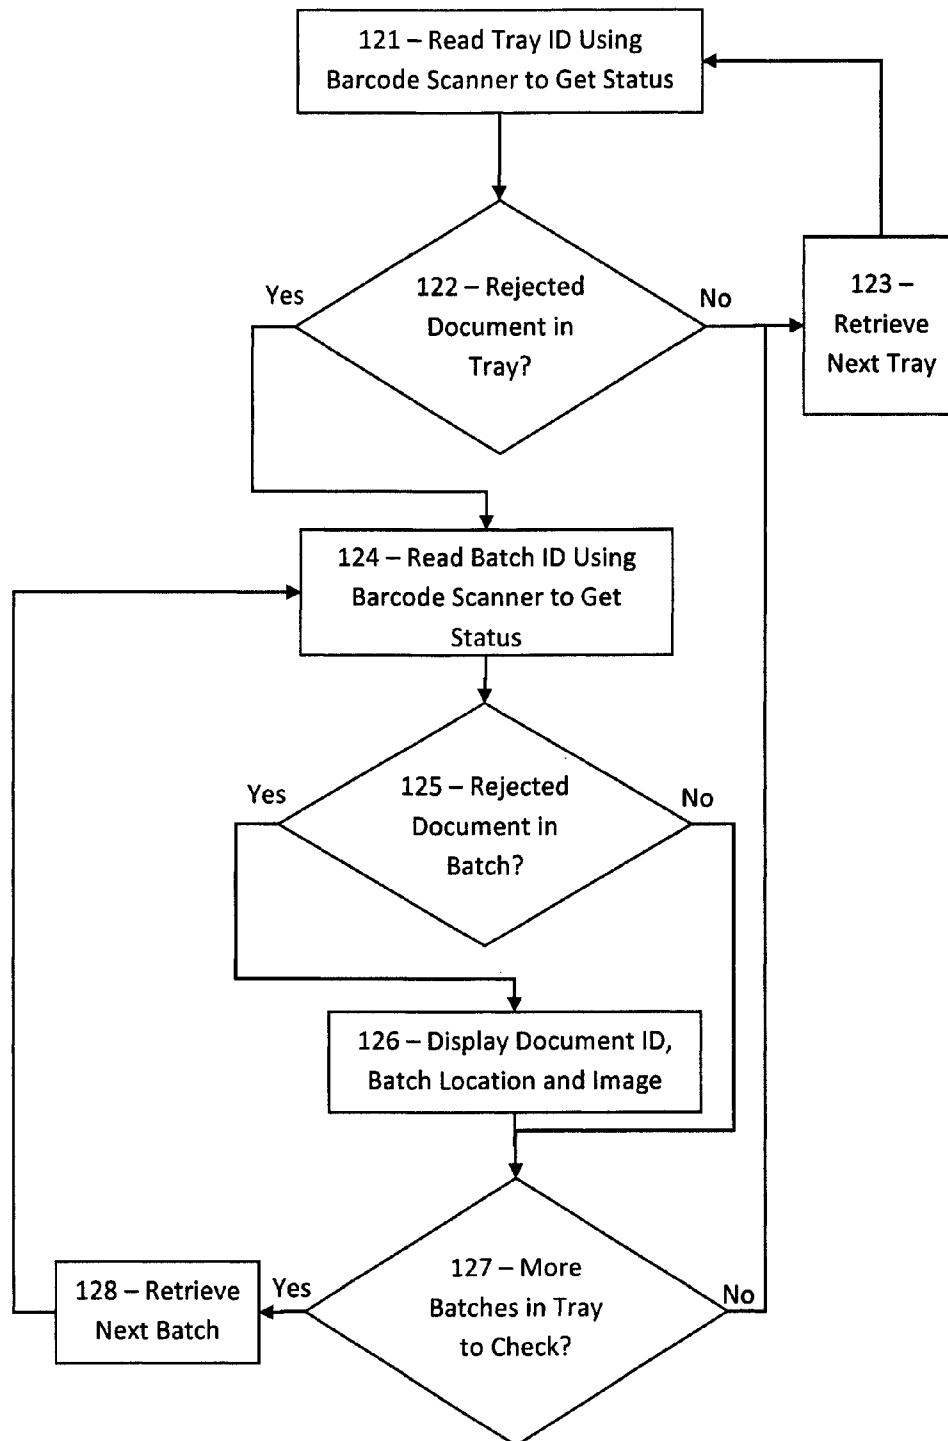 121 – Read Tray ID Using
Barcode Scanner to Get Status
Yes
122 – Rejected
Document in
Tray?
No
123 –
Retrieve
Next Tray
124 – Read Batch ID Using
Barcode Scanner to Get
Status
Yes
125 – Rejected
Document in
Batch?
No
126 – Display Document ID,
Batch Location and Image
128 – Retrieve
Next Batch
Yes
127 – More
Batches in Tray
to Check?
No